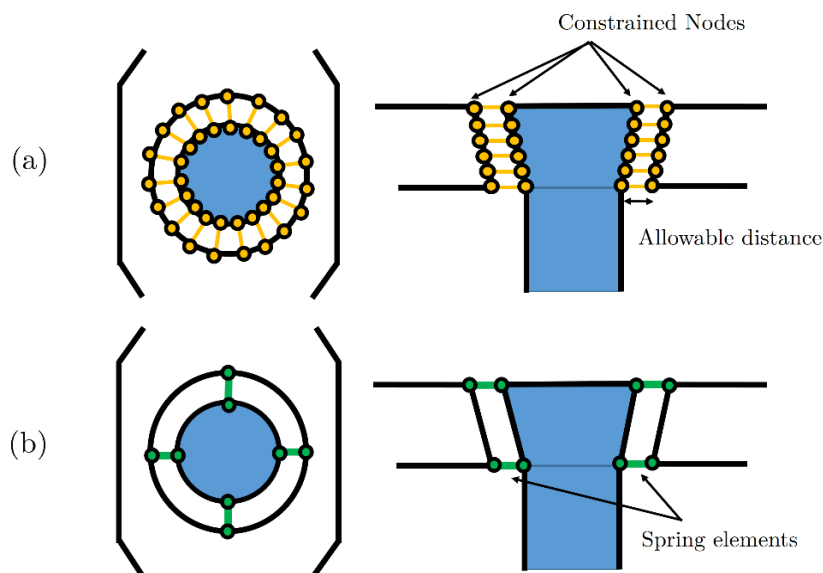 Constrained Nodes
(a)
Allowable distance
(b)
Spring elements